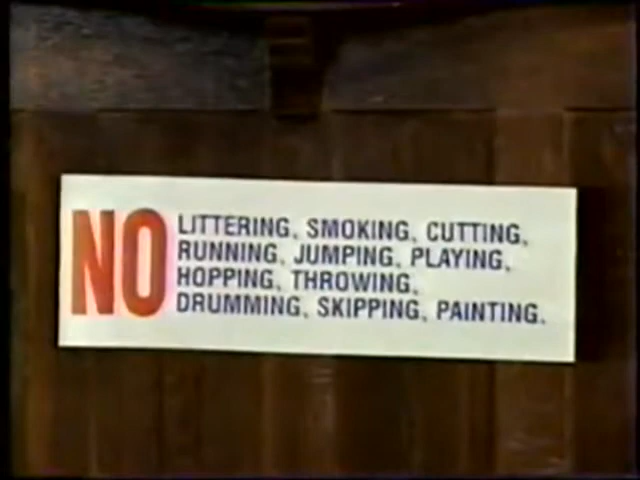 NO
LITTERING, SMOKING, CUTTING,
RUNNING, JUMPING, PLAYING,
HOPPING, THROWING,
DRUMMING, SKIPPING, PAINTING.